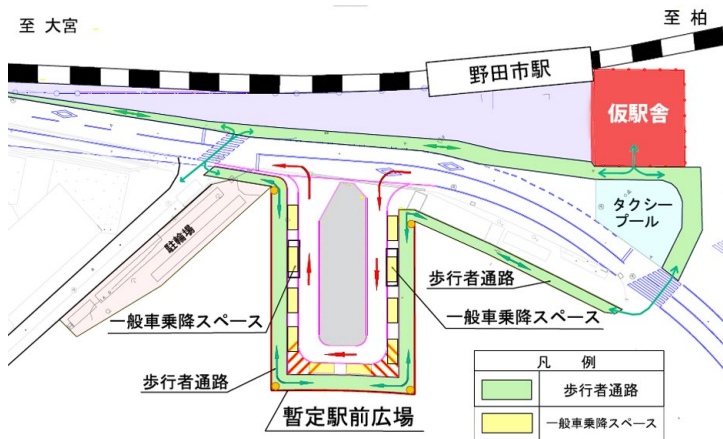 至 大宮
至 柏
野田市駅
仮駅舎
タクシー
プール
駐輪場
歩行者通路
一般車乗降スペース
一般車乗降スペース
歩行者通路
暫定駅前広場
凡 例
歩行者通路
一般車乗降スペース